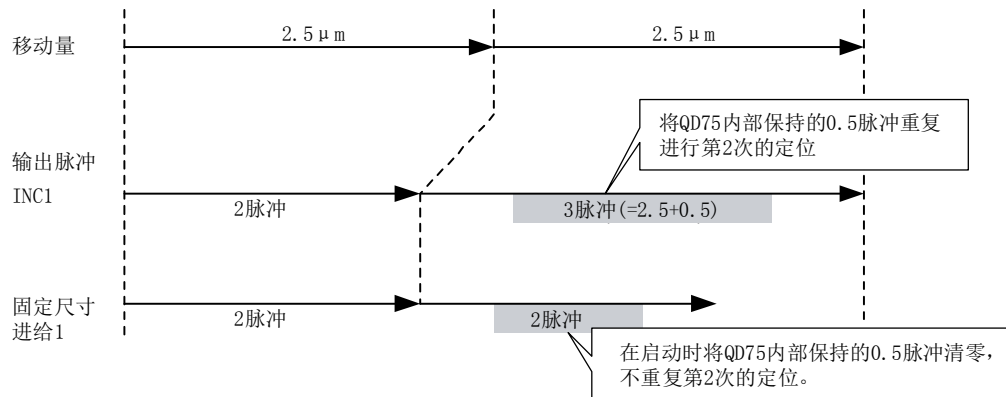 移动量
2.5μm
2.5μm
将QD75内部保持的0.5脉冲重复
进行第2次的定位
输出脉冲
INC1
2脉冲
3脉冲(=2.5+0.5)
固定尺寸
进给1
2脉冲
2脉冲
在启动时将QD75内部保持的0.5脉冲清零，
不重复第2次的定位。